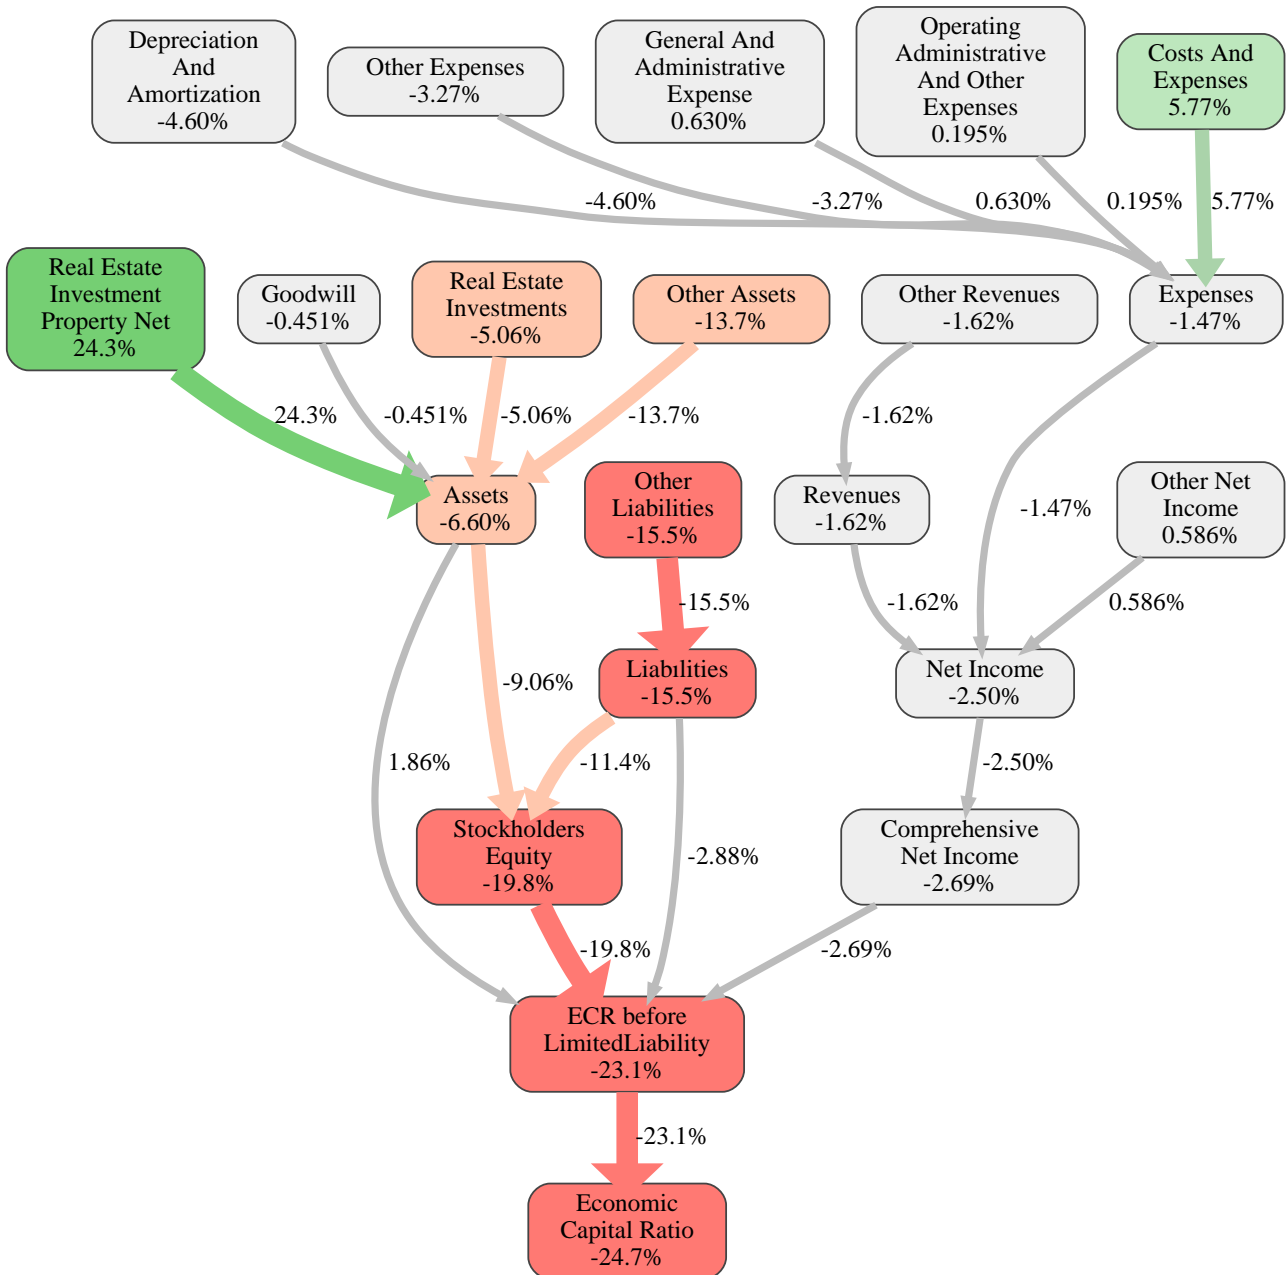 Depreciation
And
Amortization
-4.60%
Other Expenses
-3.27%
General And
Administrative
Expense
0.630%
Operating
Administrative
And Other
Expenses
0.195%
Costs And
Expenses
5.77%
-4.60%
-3.27%
0.630%
0.195%
5.77%
Real Estate
Investment
Property Net
24.3%
Goodwill
-0.451%
Real Estate
Investments
-5.06%
Other Assets
-13.7%
Other Revenues
-1.62%
Expenses
-1.47%
24.3%
-0.451%
-5.06%
-13.7%
-1.62%
Assets
-6.60%
Other
Liabilities
-15.5%
Revenues
-1.62%
-1.47%
Other Net
Income
0.586%
-15.5%
-1.62%
0.586%
-9.06%
Liabilities
-15.5%
Net Income
-2.50%
1.86%
-11.4%
-2.50%
Stockholders
Equity
-19.8%
-2.88%
Comprehensive
Net Income
-2.69%
-19.8%
-2.69%
ECR before
LimitedLiability
-23.1%
-23.1%
Economic
Capital Ratio
-24.7%